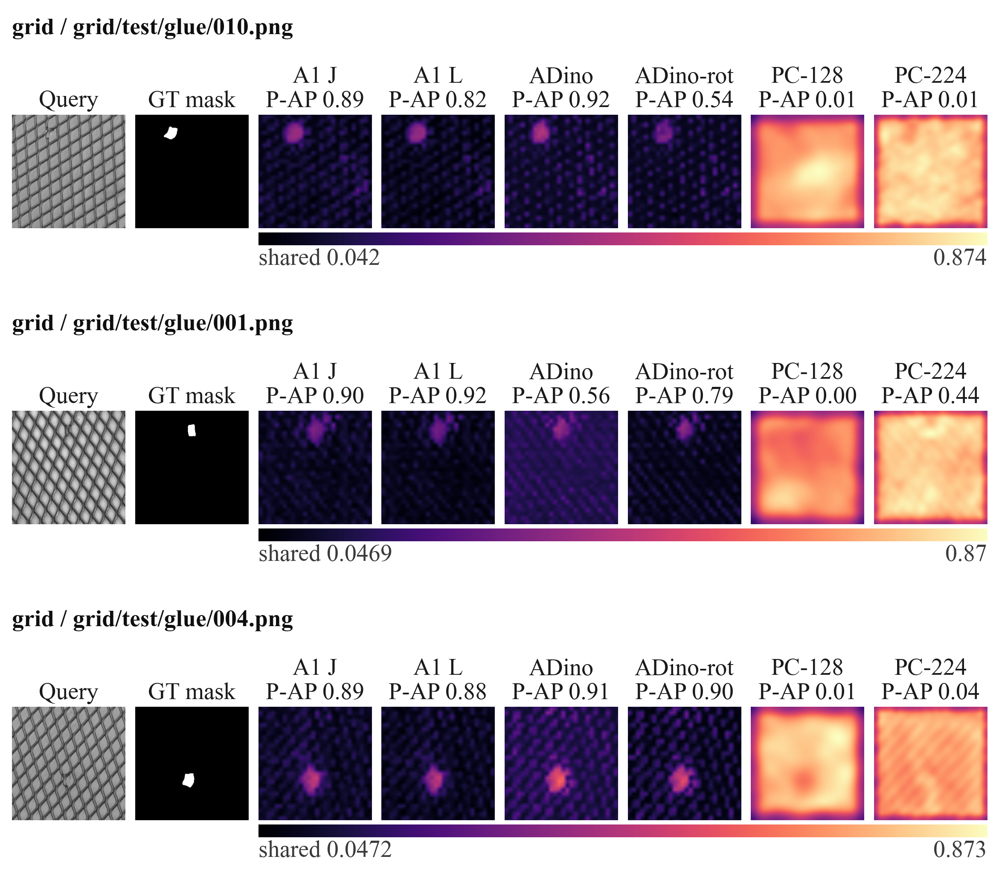 grid / grid/test/glue/010.png
A1 J A1 L ADino ADino-rot PC-128 PC-224
Query GT mask P-AP 0.89 P-AP 0.82 P-AP 0.92 P-AP 0.54 P-AP 0.01 P-AP 0.01
shared 0.042 0.874
grid / grid/test/glue/001.png
A1 J A1 L ADino ADino-rot PC-128 PC-224
Query GT mask P-AP 0.90 P-AP 0.92 P-AP 0.56 P-AP 0.79 P-AP 0.00 P-AP 0.44
shared 0.0469 0.87
grid / grid/test/glue/004.png
A1 J A1 L ADino ADino-rot PC-128 PC-224
Query GT mask P-AP 0.89 P-AP 0.88 P-AP 0.91 P-AP 0.90 P-AP 0.01 P-AP 0.04
shared 0.0472 0.873